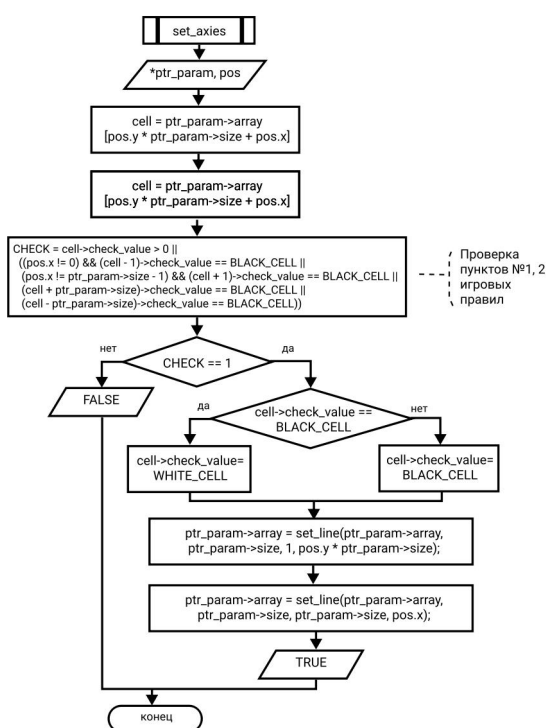 set_axies
*ptr_param, pos
cell = ptr_param->array
[pos.y * ptr_param->size + pos.x]
cell = ptr_param->array
[pos.y * ptr_param->size + pos.x]
CHECK = cell->check_value > 0 ||
((pos.x != 0) && (cell - 1)->check_value == BLACK_CELL ||
(pos.x != ptr_param->size - 1) && (cell + 1)->check_value == BLACK_CELL ||
(cell + ptr_param->size)->check_value == BLACK_CELL ||
(cell - ptr_param->size)->check_value == BLACK_CELL))
Проверка
пунктов №1, 2
игровых
правил
нет
да
CHECK == 1
FALSE
да
нет
cell->check_value ==
BLACK_CELL
cell->check_value=
WHITE_CELL
cell->check_value=
BLACK_CELL
ptr_param->array = set_line(ptr_param->array,
ptr_param->size, 1, pos.y * ptr_param->size);
ptr_param->array = set_line(ptr_param->array,
ptr_param->size, ptr_param->size, pos.x);
TRUE
конец